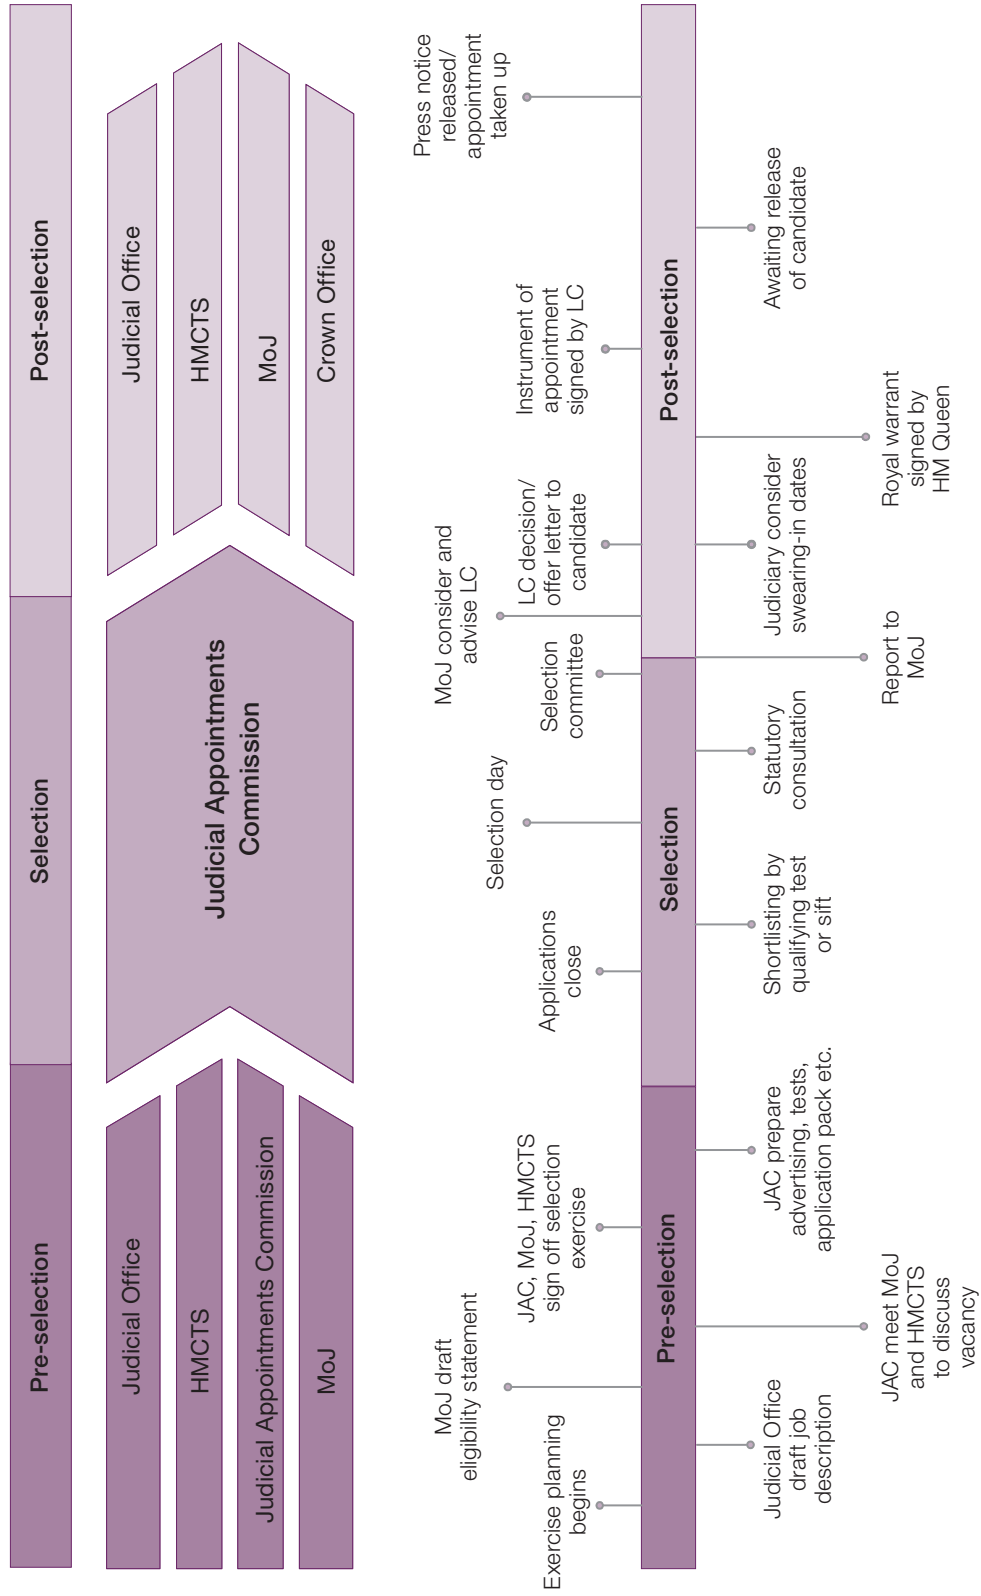 Pre-selection
Selection
Post-selection
Judicial Office
HMCTS
Judicial Appointments Commission
MoJ
Judicial Appointments
Commission
Judicial Office
HMCTS
MoJ
Crown Office
Exercise planning
begins
MoJ draft
eligibility statement
JAC, MoJ, HMCTS
sign off selection
exercise
Applications
close
Selection day
Selection
committee
MoJ consider and
advise LC
LC decision/
offer letter to
candidate
Instrument of
appointment
signed by LC
Press notice
released/
appointment
taken up
Pre-selection
Selection
Post-selection
Judicial Office
draft job
description
JAC meet MoJ
and HMCTS
to discuss
vacancy
JAC prepare
advertising, tests,
application pack etc.
Shortlisting by
qualifying test
or sift
Statutory
consultation
Report to
MoJ
Judiciary consider
swearing-in dates
Royal warrant
signed by
HM Queen
Awaiting release
of candidate